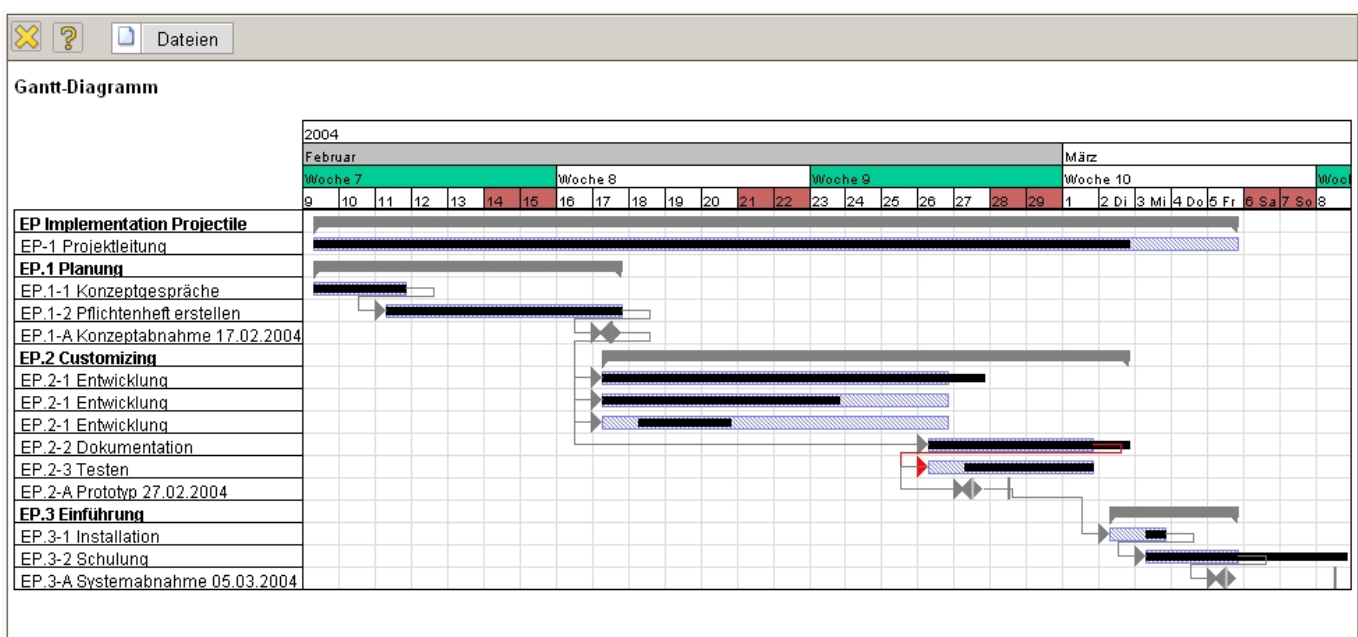 Dateien
Gantt-Diagramm
2004
Februar März
Woche 7 Woche 8 Woche 9 Woche 10 Woch
9 10 11 12 13 14 15 16 17 18 19 20 21 22 23 24 25 26 27 28 29 1 2 Di 3 Mi 4 Do 5 Fr 6 Sa 7 So 8
EP Implementation Projectile
EP-1 Projektleitung
EP.1 Planung
EP.1-1 Konzeptgespräche
EP.1-2 Pflichtenheft erstellen
EP.1-A Konzeptabnahme 17.02.2004
EP.2 Customizing
EP.2-1 Entwicklung
EP.2-1 Entwicklung
EP.2-1 Entwicklung
EP.2-2 Dokumentation
EP.2-3 Testen
EP.2-A Prototyp 27.02.2004
EP.3 Einführung
EP.3-1 Installation
EP.3-2 Schulung
EP.3-A Systemabnahme 05.03.2004